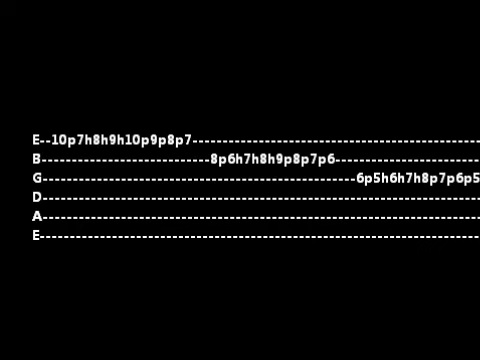 E--10p7h8h9h10p9p8p7-------------------------------------------------
B-----------------------------8p6h7h8h9p8p7p6-------------------------
G------------------------------------------------------6p5h6h7h8p7p6p5
D--------------------------------------------------------------------------
A--------------------------------------------------------------------------
E--------------------------------------------------------------------------